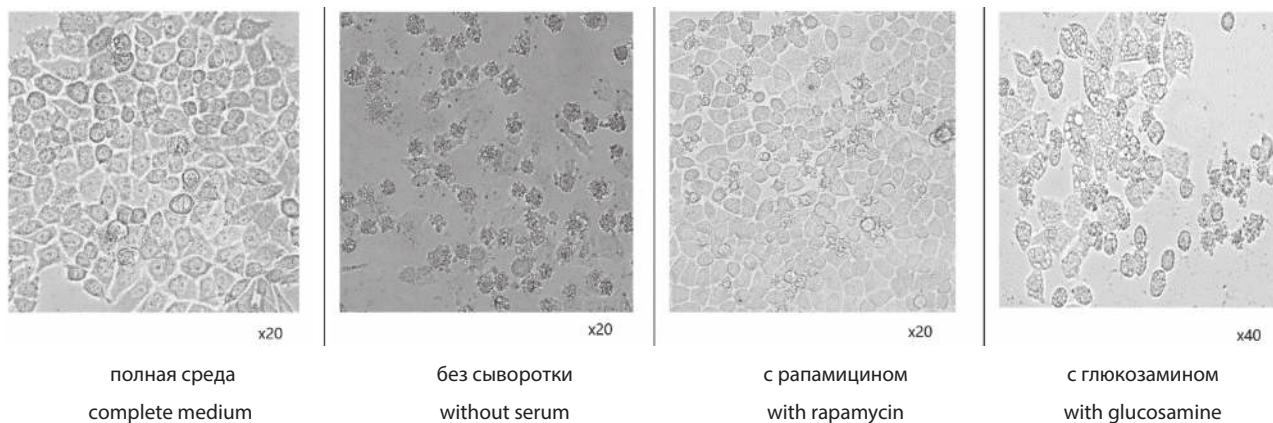 x20
x20
x20
x40
полная среда
complete medium
без сыворотки
without serum
с рапамицином
with rapamycin
с глюкозамином
with glucosamine